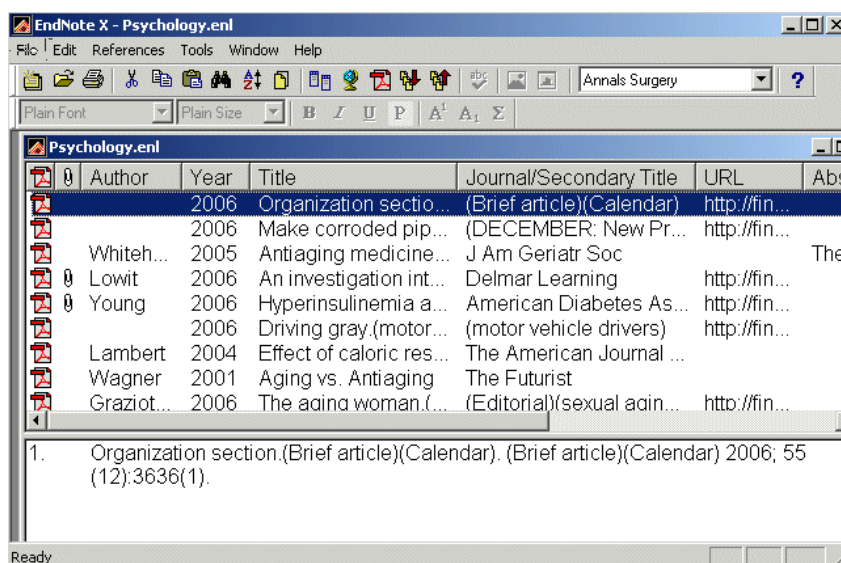 EndNote X - Psychology.enl
File Edit References Tools Window Help
abc Annals Surgery ?
Plain Font Plain Size B I U P A¹ A₁ Σ
Psychology.enl
Author Year Title Journal/Secondary Title URL Abs
2006 Organization sectio... (Brief article)(Calendar) http://fin...
2006 Make corroded pip... (DECEMBER: New Pr... http://fin...
Whiteh... 2005 Antiaging medicine... J Am Geriatr Soc The
Lowit 2006 An investigation int... Delmar Learning http://fin...
Young 2006 Hyperinsulinemia a... American Diabetes As... http://fin...
2006 Driving gray.(motor... (motor vehicle drivers) http://fin...
Lambert 2004 Effect of caloric res... The American Journal ...
Wagner 2001 Aging vs. Antiaging The Futurist
Graziot... 2006 The aging woman.(... (Editorial)(sexual agin... http://fin...
1. Organization section.(Brief article)(Calendar). (Brief article)(Calendar) 2006; 55
(12):3636(1).
Ready